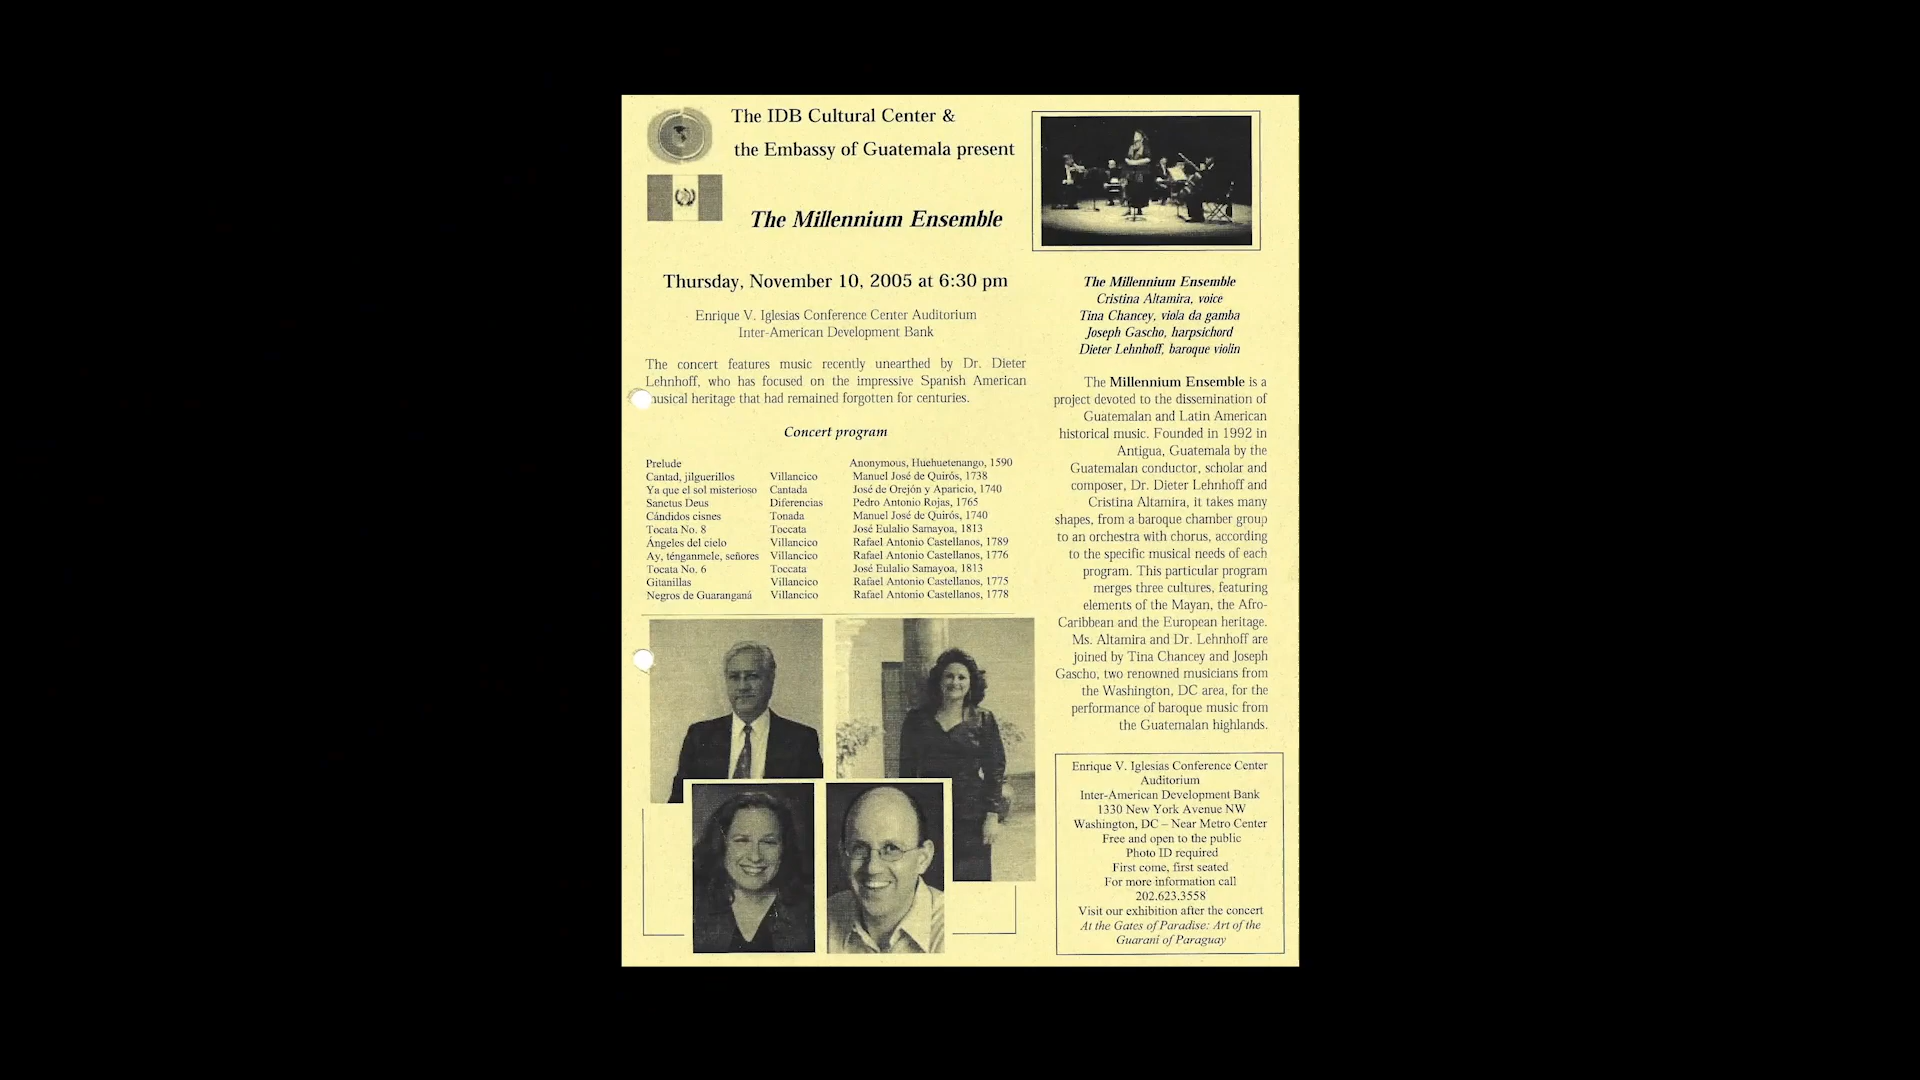 The IDB Cultural Center &
the Embassy of Guatemala present
The Millennium Ensemble
Thursday, November 10, 2005 at 6:30 pm
Enrique V. Iglesias Conference Center Auditorium
Inter-American Development Bank
The concert features music recently unearthed by Dr. Dieter
Lehnhoff, who has focused on the impressive Spanish American
musical heritage that had remained forgotten for centuries.
Concert program
Prelude Anonymous, Huehuetenango, 1590
Cantad, jilguerillos Villancico Manuel José de Quirós, 1738
Ya que el sol misterioso Cantada José de Orejón y Aparicio, 1740
Sanctus Deus Diferencias Pedro Antonio Rojas, 1765
Cándidos cisnes Tonada Manuel José de Quirós, 1740
Tocata No. 8 Toccata José Eulalio Samayoa, 1813
Ángeles del cielo Villancico Rafael Antonio Castellanos, 1789
Ay, ténganmele, señores Villancico Rafael Antonio Castellanos, 1776
Tocata No. 6 Toccata José Eulalio Samayoa, 1813
Gitanillas Villancico Rafael Antonio Castellanos, 1775
Negros de Guaranganá Villancico Rafael Antonio Castellanos, 1778
The Millennium Ensemble
Cristina Altamira, voice
Tina Chancey, viola da gamba
Joseph Gascho, harpsichord
Dieter Lehnhoff, baroque violin
The Millennium Ensemble is a
project devoted to the dissemination of
Guatemalan and Latin American
historical music. Founded in 1992 in
Antigua, Guatemala by the
Guatemalan conductor, scholar and
composer, Dr. Dieter Lehnhoff and
Cristina Altamira, it takes many
shapes, from a baroque chamber group
to an orchestra with chorus, according
to the specific musical needs of each
program. This particular program
merges three cultures, featuring
elements of the Mayan, the Afro-
Caribbean and the European heritage.
Ms. Altamira and Dr. Lehnhoff are
joined by Tina Chancey and Joseph
Gascho, two renowned musicians from
the Washington, DC area, for the
performance of baroque music from
the Guatemalan highlands.
Enrique V. Iglesias Conference Center
Auditorium
Inter-American Development Bank
1330 New York Avenue NW
Washington, DC – Near Metro Center
Free and open to the public
Photo ID required
First come, first seated
For more information call
202.623.3558
Visit our exhibition after the concert
At the Gates of Paradise: Art of the
Guaraní of Paraguay